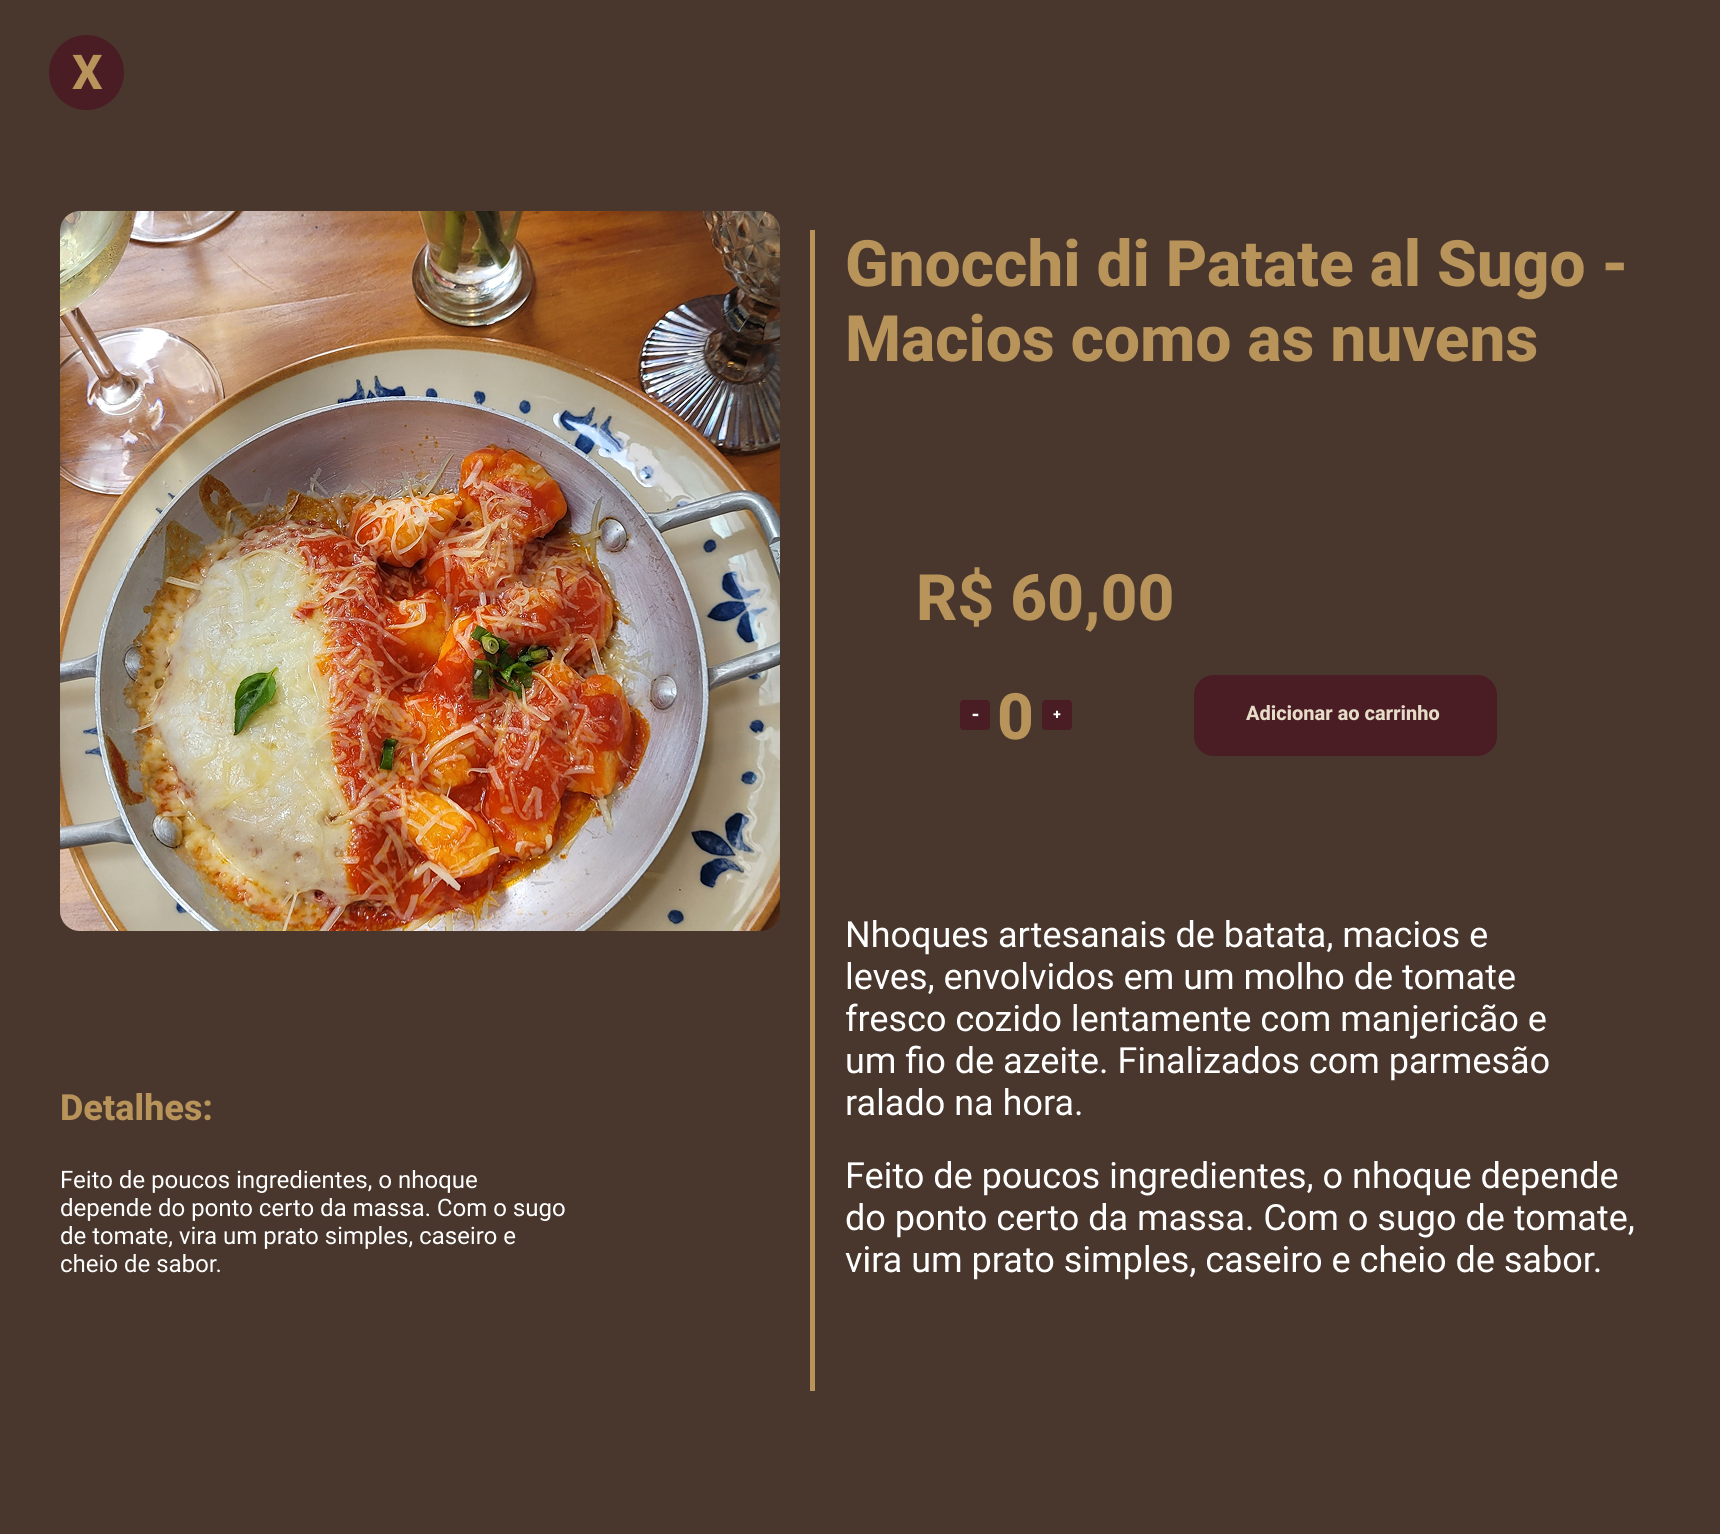 X
Gnocchi di Patate al Sugo -
Macios como as nuvens
R$ 60,00
- 0 +
Adicionar ao carrinho
Nhoques artesanais de batata, macios e
leves, envolvidos em um molho de tomate
fresco cozido lentamente com manjericão e
um fio de azeite. Finalizados com parmesão
ralado na hora.
Feito de poucos ingredientes, o nhoque depende
do ponto certo da massa. Com o sugo de tomate,
vira um prato simples, caseiro e cheio de sabor.
Detalhes:
Feito de poucos ingredientes, o nhoque
depende do ponto certo da massa. Com o sugo
de tomate, vira um prato simples, caseiro e
cheio de sabor.